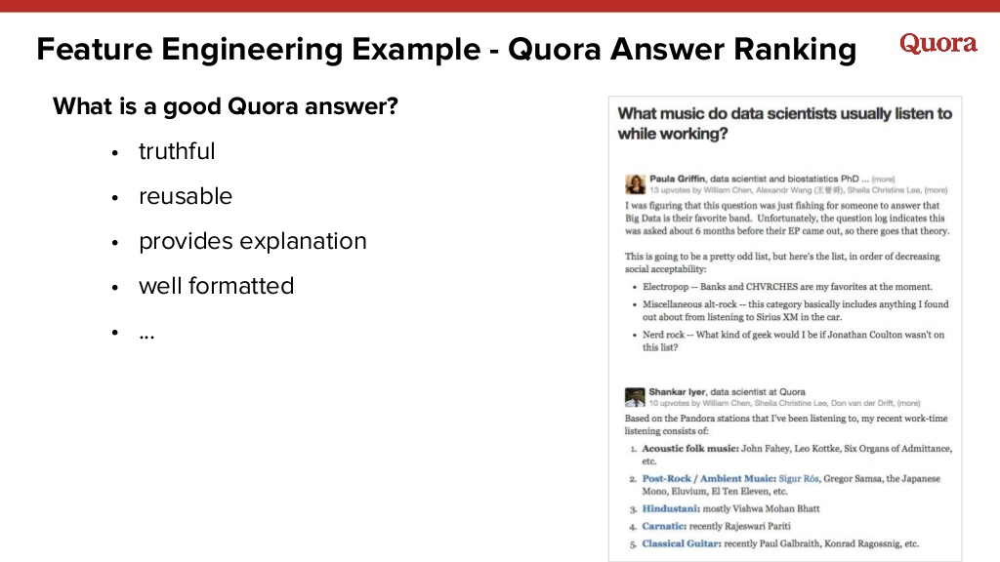 Feature Engineering Example - Quora Answer Ranking
Quora
What is a good Quora answer?
• truthful
• reusable
• provides explanation
• well formatted
• ...
What music do data scientists usually listen to
while working?
Paula Griffin, data scientist and biostatistics PhD ... (more)
13 upvotes by William Chen, Alexandr Wang (王誉舜), Sheila Christine Lee, (more)
I was figuring that this question was just fishing for someone to answer that
Big Data is their favorite band. Unfortunately, the question log indicates this
was asked about 6 months before their EP came out, so there goes that theory.
This is going to be a pretty odd list, but here's the list, in order of decreasing
social acceptability:
• Electropop -- Banks and CHVRCHES are my favorites at the moment.
• Miscellaneous alt-rock -- this category basically includes anything I found
out about from listening to Sirius XM in the car.
• Nerd rock -- What kind of geek would I be if Jonathan Coulton wasn't on
this list?
Shankar Iyer, data scientist at Quora
10 upvotes by William Chen, Sheila Christine Lee, Don van der Drift, (more)
Based on the Pandora stations that I've been listening to, my recent work-time
listening consists of:
1. Acoustic folk music: John Fahey, Leo Kottke, Six Organs of Admittance,
etc.
2. Post-Rock / Ambient Music: Sigur Rós, Gregor Samsa, the Japanese
Mono, Eluvium, El Ten Eleven, etc.
3. Hindustani: mostly Vishwa Mohan Bhatt
4. Carnatic: recently Rajeswari Pariti
5. Classical Guitar: recently Paul Galbraith, Konrad Ragossnig, etc.